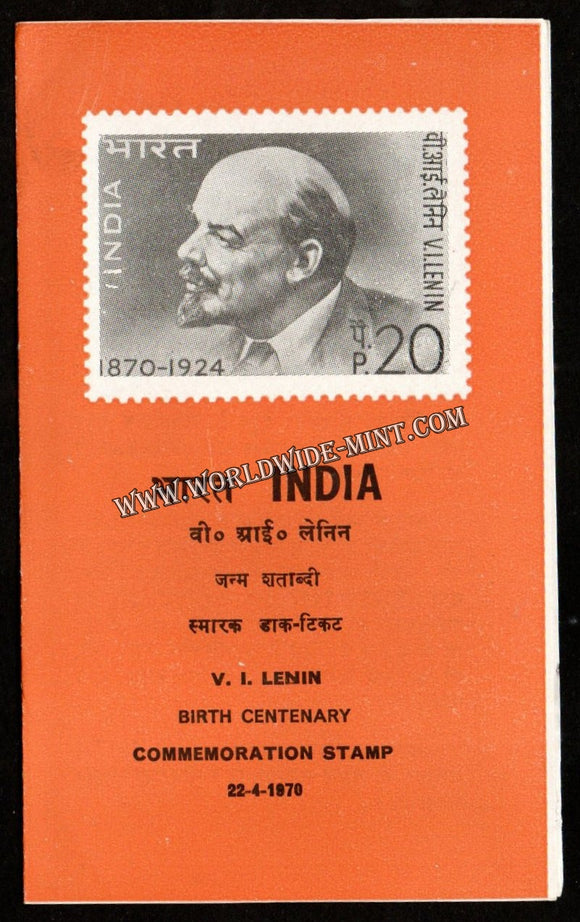 भारत
INDIA
वी.आई.लेनिन V.I.LENIN
1870-1924
पै.
P. 20
WWW.WORLDWIDE-MINT.COM
भारत INDIA
वी० आई० लेनिन
जन्म शताब्दी
स्मारक डाक-टिकट
V. I. LENIN
BIRTH CENTENARY
COMMEMORATION STAMP
22-4-1970